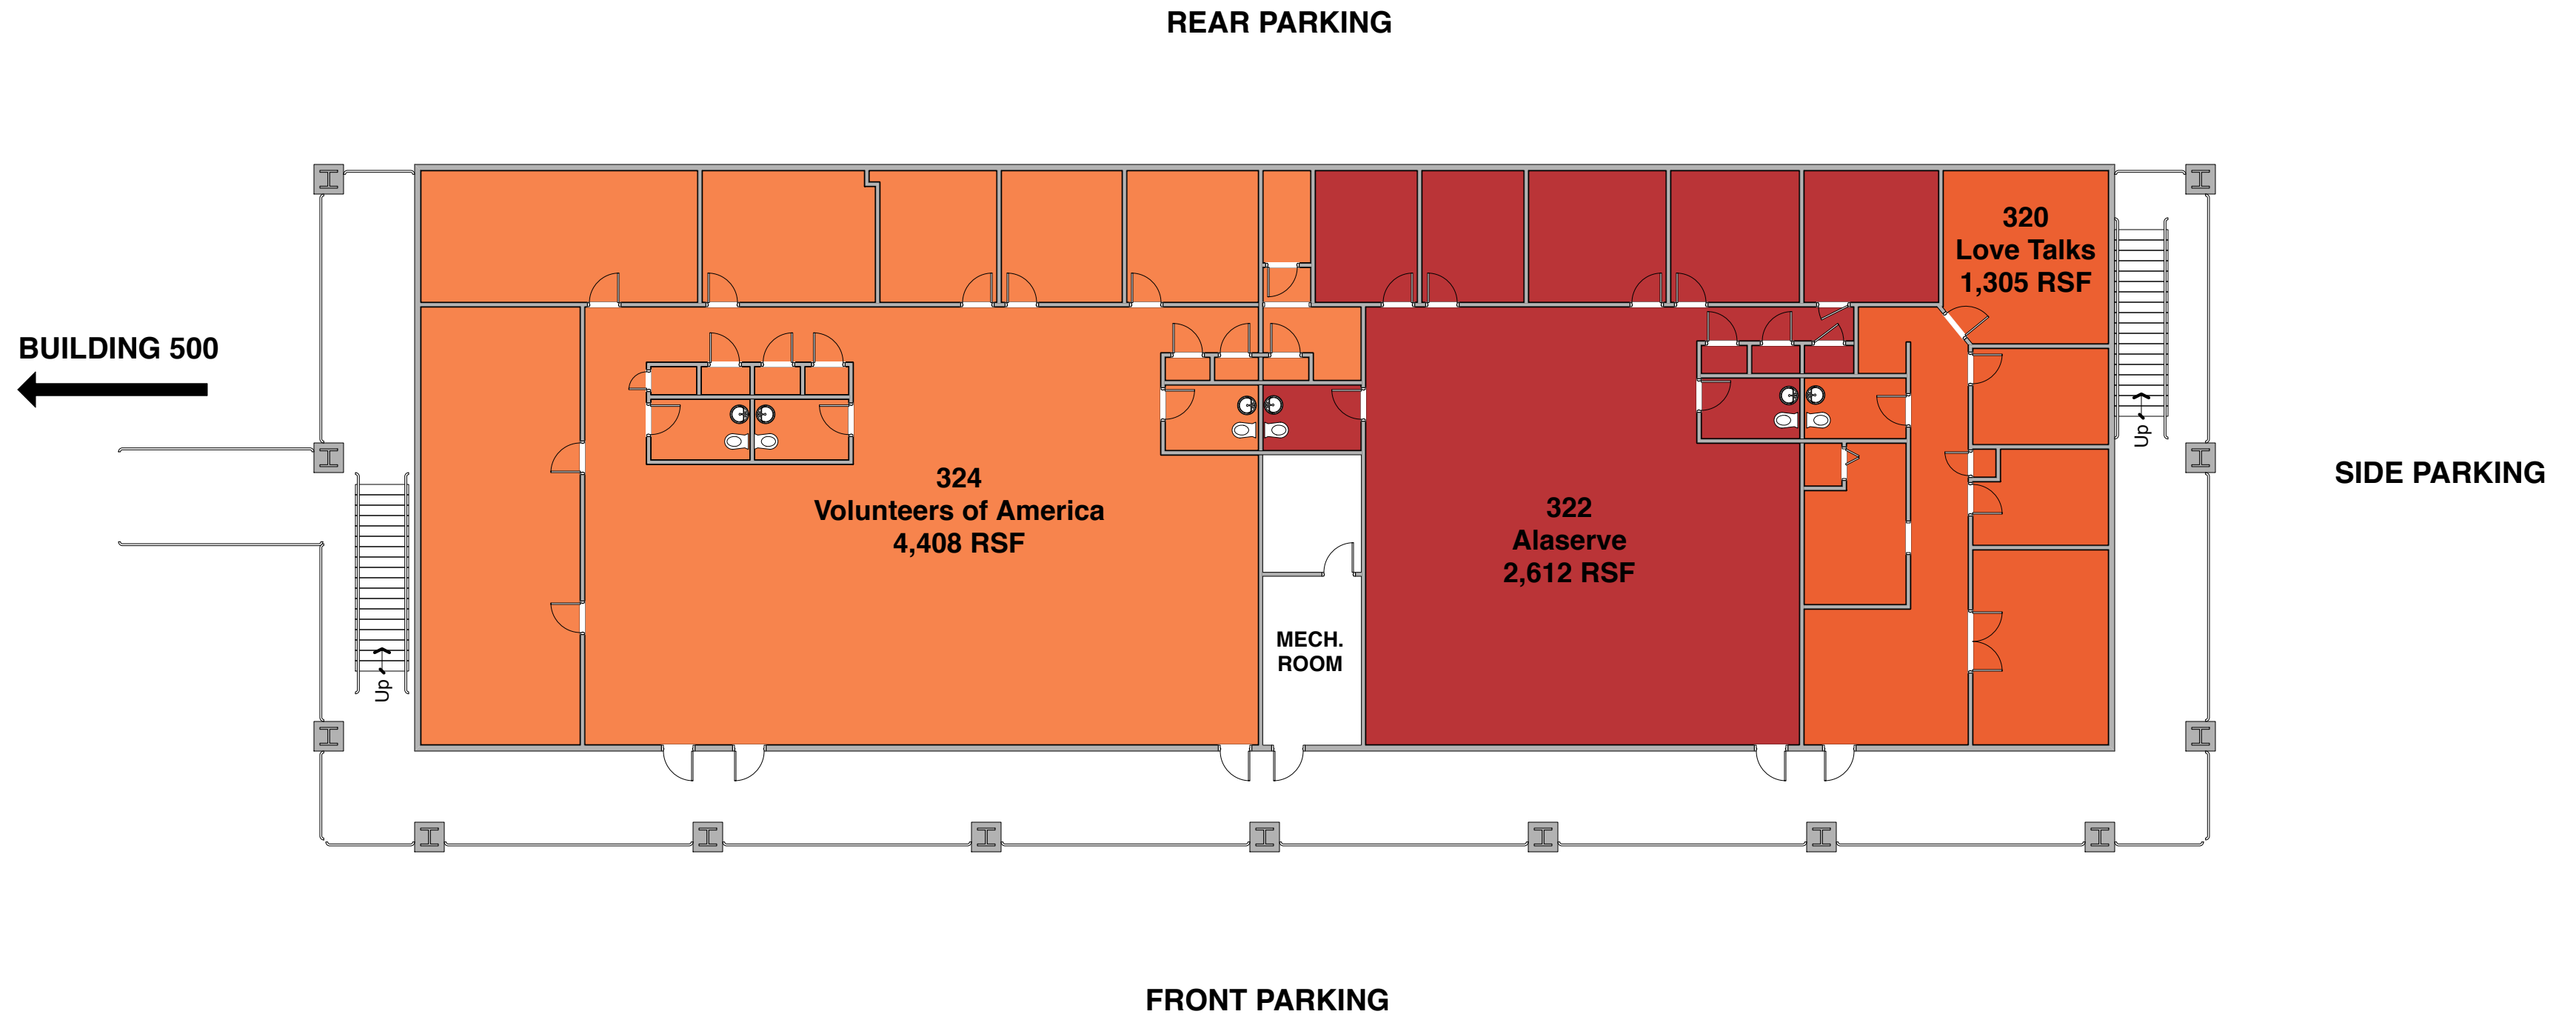 REAR PARKING
320
Love Talks
1,305 RSF
BUILDING 500
Up
SIDE PARKING
324
Volunteers of America
4,408 RSF
322
Alaserve
2,612 RSF
MECH.
ROOM
Up
FRONT PARKING